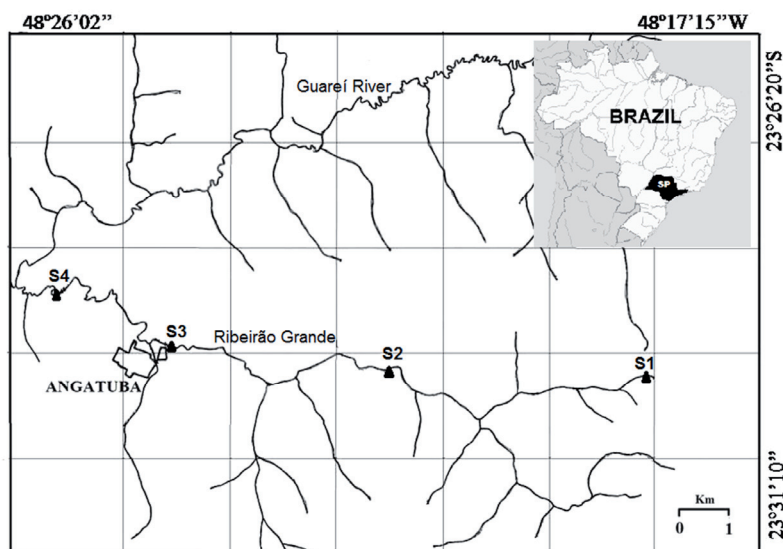 48°26'02"
48°17'15"W
Guareí River
BRAZIL
SP
23°26'20"S
S4
S3
Ribeirão Grande
S2
S1
ANGATUBA
Km
0 1
23°31'10"